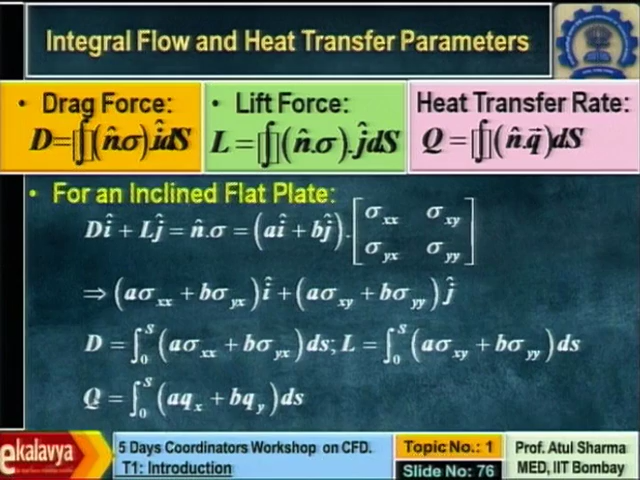 Integral Flow and Heat Transfer Parameters
• Drag Force:
D=∯(n̂.σ).îdS
• Lift Force:
L = ∯(n̂.σ).ĵdS
Heat Transfer Rate:
Q = ∯(n̂.q⃗)dS
• For an Inclined Flat Plate:
Dî + Lĵ = n̂.σ = (aî + bĵ).[σxx σxy
σyx σyy]
⇒ (aσxx + bσyx)î + (aσxy + bσyy)ĵ
D = ∫₀ˢ(aσxx + bσyx)ds; L = ∫₀ˢ(aσxy + bσyy)ds
Q = ∫₀ˢ(aqx + bqy)ds
ekalavya
5 Days Coordinators Workshop on CFD.
T1: Introduction
Topic No.: 1
Slide No: 76
Prof. Atul Sharma
MED, IIT Bombay